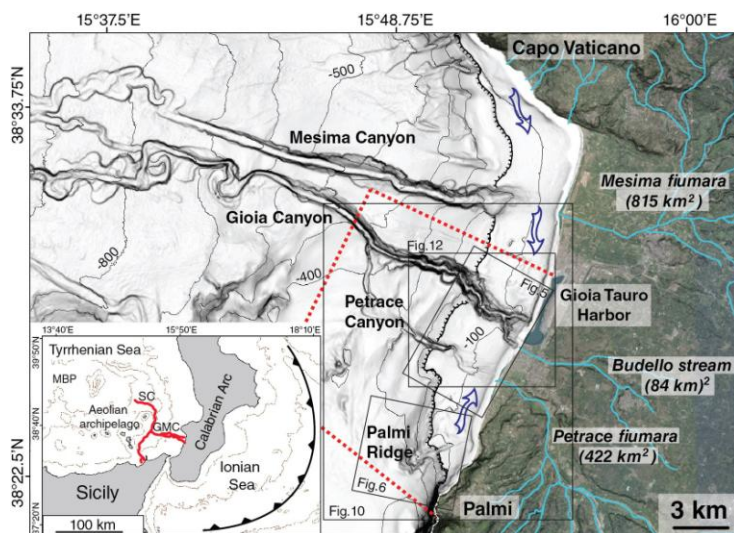 15°37.5'E
15°48.75'E
16°00'E
38°33.75'N
38°22.5'N
Capo Vaticano
-500
Mesima Canyon
Mesima fiumara
(815 km²)
Gioia Canyon
-800
-400
Fig.12
Fig.5
Gioia Tauro
Harbor
Petrace
Canyon
-100
Budello stream
(84 km)²
Petrace fiumara
(422 km²)
Palmi
Ridge
Fig.6
Fig.10
Palmi
3 km
13°40'
15°50'
18°10'
39°50'
38°40'
37°20'
Tyrrhenian Sea
MBP
SC
Aeolian
archipelago
GMC
Calabrian Arc
Ionian
Sea
Sicily
100 km